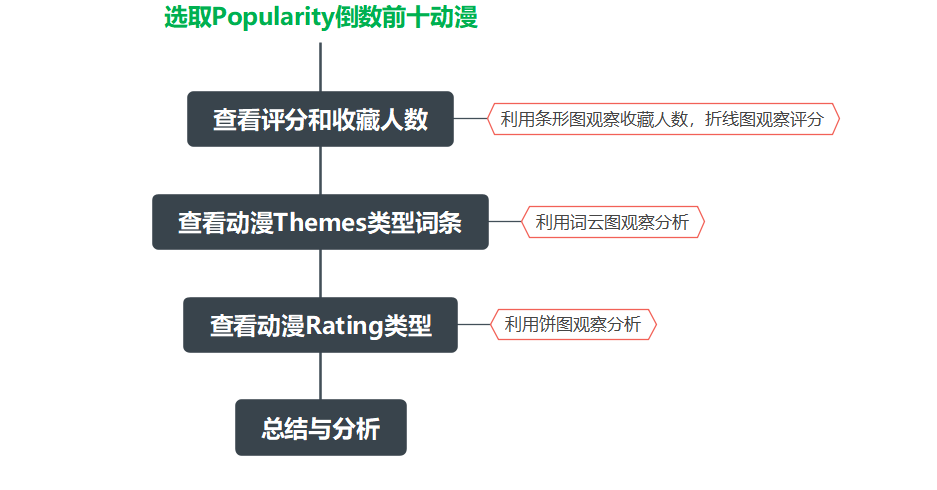 选取Popularity倒数前十动漫
查看评分和收藏人数
利用条形图观察收藏人数，折线图观察评分
查看动漫Themes类型词条
利用词云图观察分析
查看动漫Rating类型
利用饼图观察分析
总结与分析